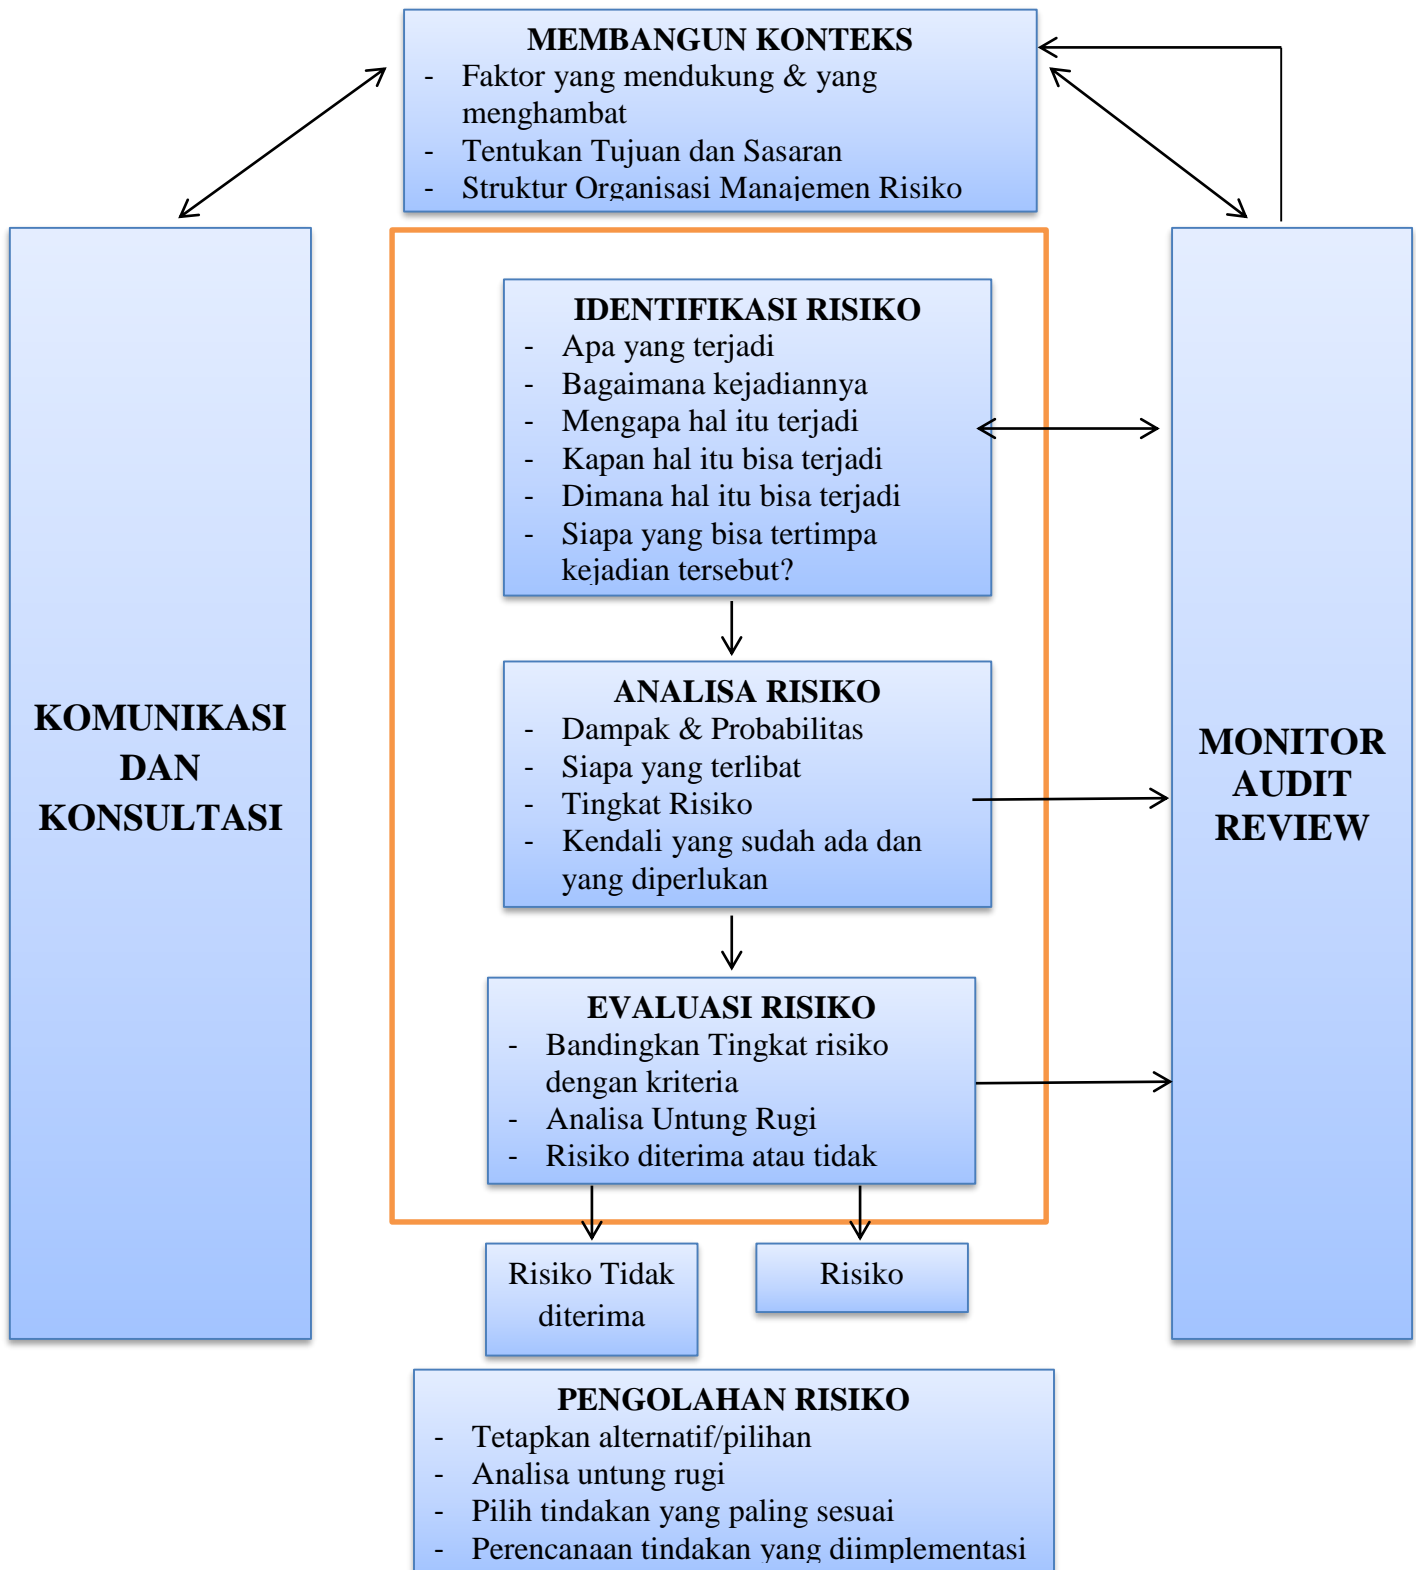 MEMBANGUN KONTEKS
- Faktor yang mendukung & yang
menghambat
- Tentukan Tujuan dan Sasaran
- Struktur Organisasi Manajemen Risiko
KOMUNIKASI
DAN
KONSULTASI
IDENTIFIKASI RISIKO
- Apa yang terjadi
- Bagaimana kejadiannya
- Mengapa hal itu terjadi
- Kapan hal itu bisa terjadi
- Dimana hal itu bisa terjadi
- Siapa yang bisa tertimpa
kejadian tersebut?
ANALISA RISIKO
- Dampak & Probabilitas
- Siapa yang terlibat
- Tingkat Risiko
- Kendali yang sudah ada dan
yang diperlukan
EVALUASI RISIKO
- Bandingkan Tingkat risiko
dengan kriteria
- Analisa Untung Rugi
- Risiko diterima atau tidak
Risiko Tidak
diterima
Risiko
MONITOR
AUDIT
REVIEW
PENGOLAHAN RISIKO
- Tetapkan alternatif/pilihan
- Analisa untung rugi
- Pilih tindakan yang paling sesuai
- Perencanaan tindakan yang diimplementasi